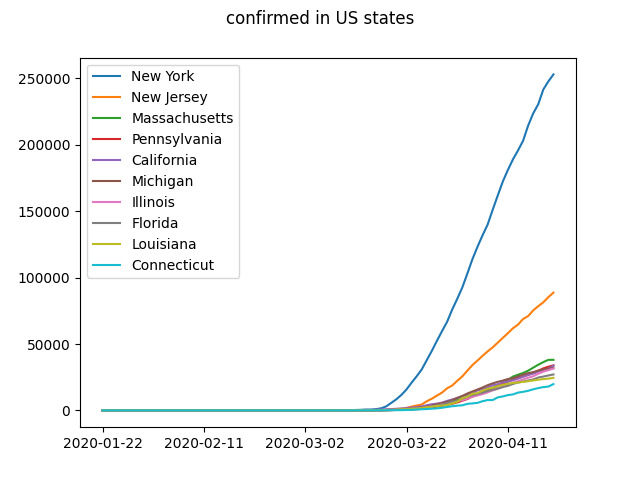 confirmed in US states
250000
200000
150000
100000
50000
0
New York
New Jersey
Massachusetts
Pennsylvania
California
Michigan
Illinois
Florida
Louisiana
Connecticut
2020-01-22 2020-02-11 2020-03-02 2020-03-22 2020-04-11